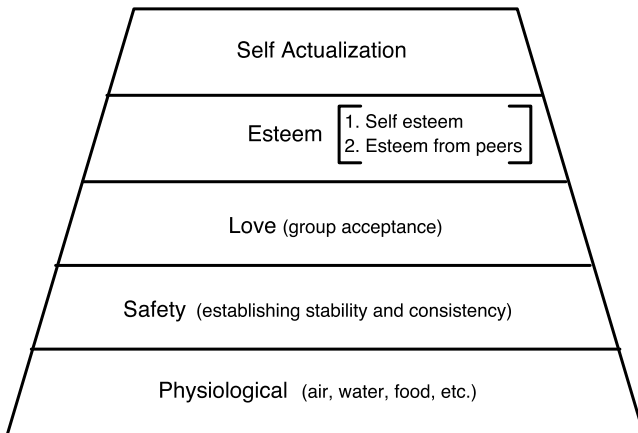 Self Actualization
Esteem
1. Self esteem
2. Esteem from peers
Love (group acceptance)
Safety (establishing stability and consistency)
Physiological (air, water, food, etc.)